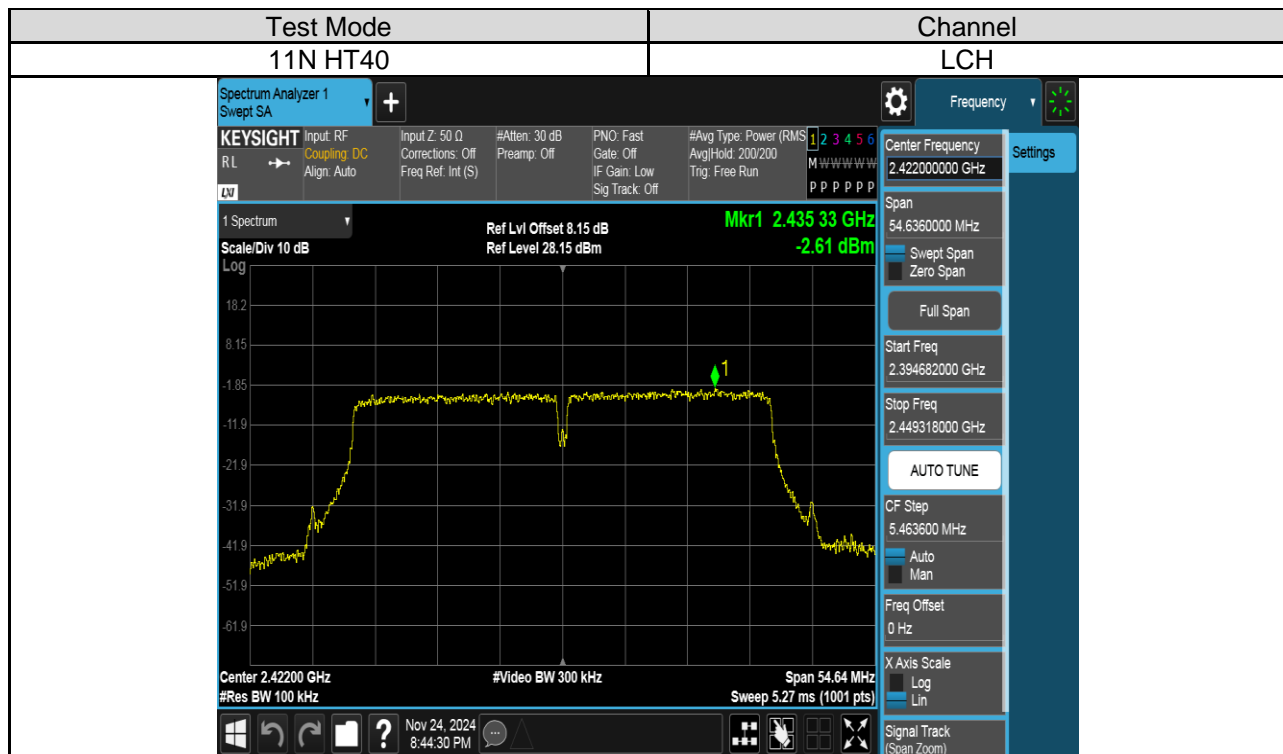 Test Mode Channel
11N HT40 LCH
Spectrum Analyzer 1
Swept SA
Frequency
KEYSIGHT Input: RF Input Z: 50 Ω #Atten: 30 dB PNO: Fast #Avg Type: Power (RMS 1 2 3 4 5 6
R L Coupling: DC Corrections: Off Preamp: Off Gate: Off Avg|Hold: 200/200 M W W W W W
Align: Auto Freq Ref: Int (S) IF Gain: Low Trig: Free Run
LXI Sig Track: Off P P P P P P
1 Spectrum Ref Lvl Offset 8.15 dB Mkr1 2.435 33 GHz
Scale/Div 10 dB Ref Level 28.15 dBm -2.61 dBm
Log
18.2
8.15
1
-1.85
-11.9
-21.9
-31.9
-41.9
-51.9
-61.9
Center 2.42200 GHz #Video BW 300 kHz Span 54.64 MHz
#Res BW 100 kHz Sweep 5.27 ms (1001 pts)
Center Frequency
2.422000000 GHz
Settings
Span
54.6360000 MHz
Swept Span
Zero Span
Full Span
Start Freq
2.394682000 GHz
Stop Freq
2.449318000 GHz
AUTO TUNE
CF Step
5.463600 MHz
Auto
Man
Freq Offset
0 Hz
X Axis Scale
Log
Lin
Signal Track
(Span Zoom)
? Nov 24, 2024
8:44:30 PM